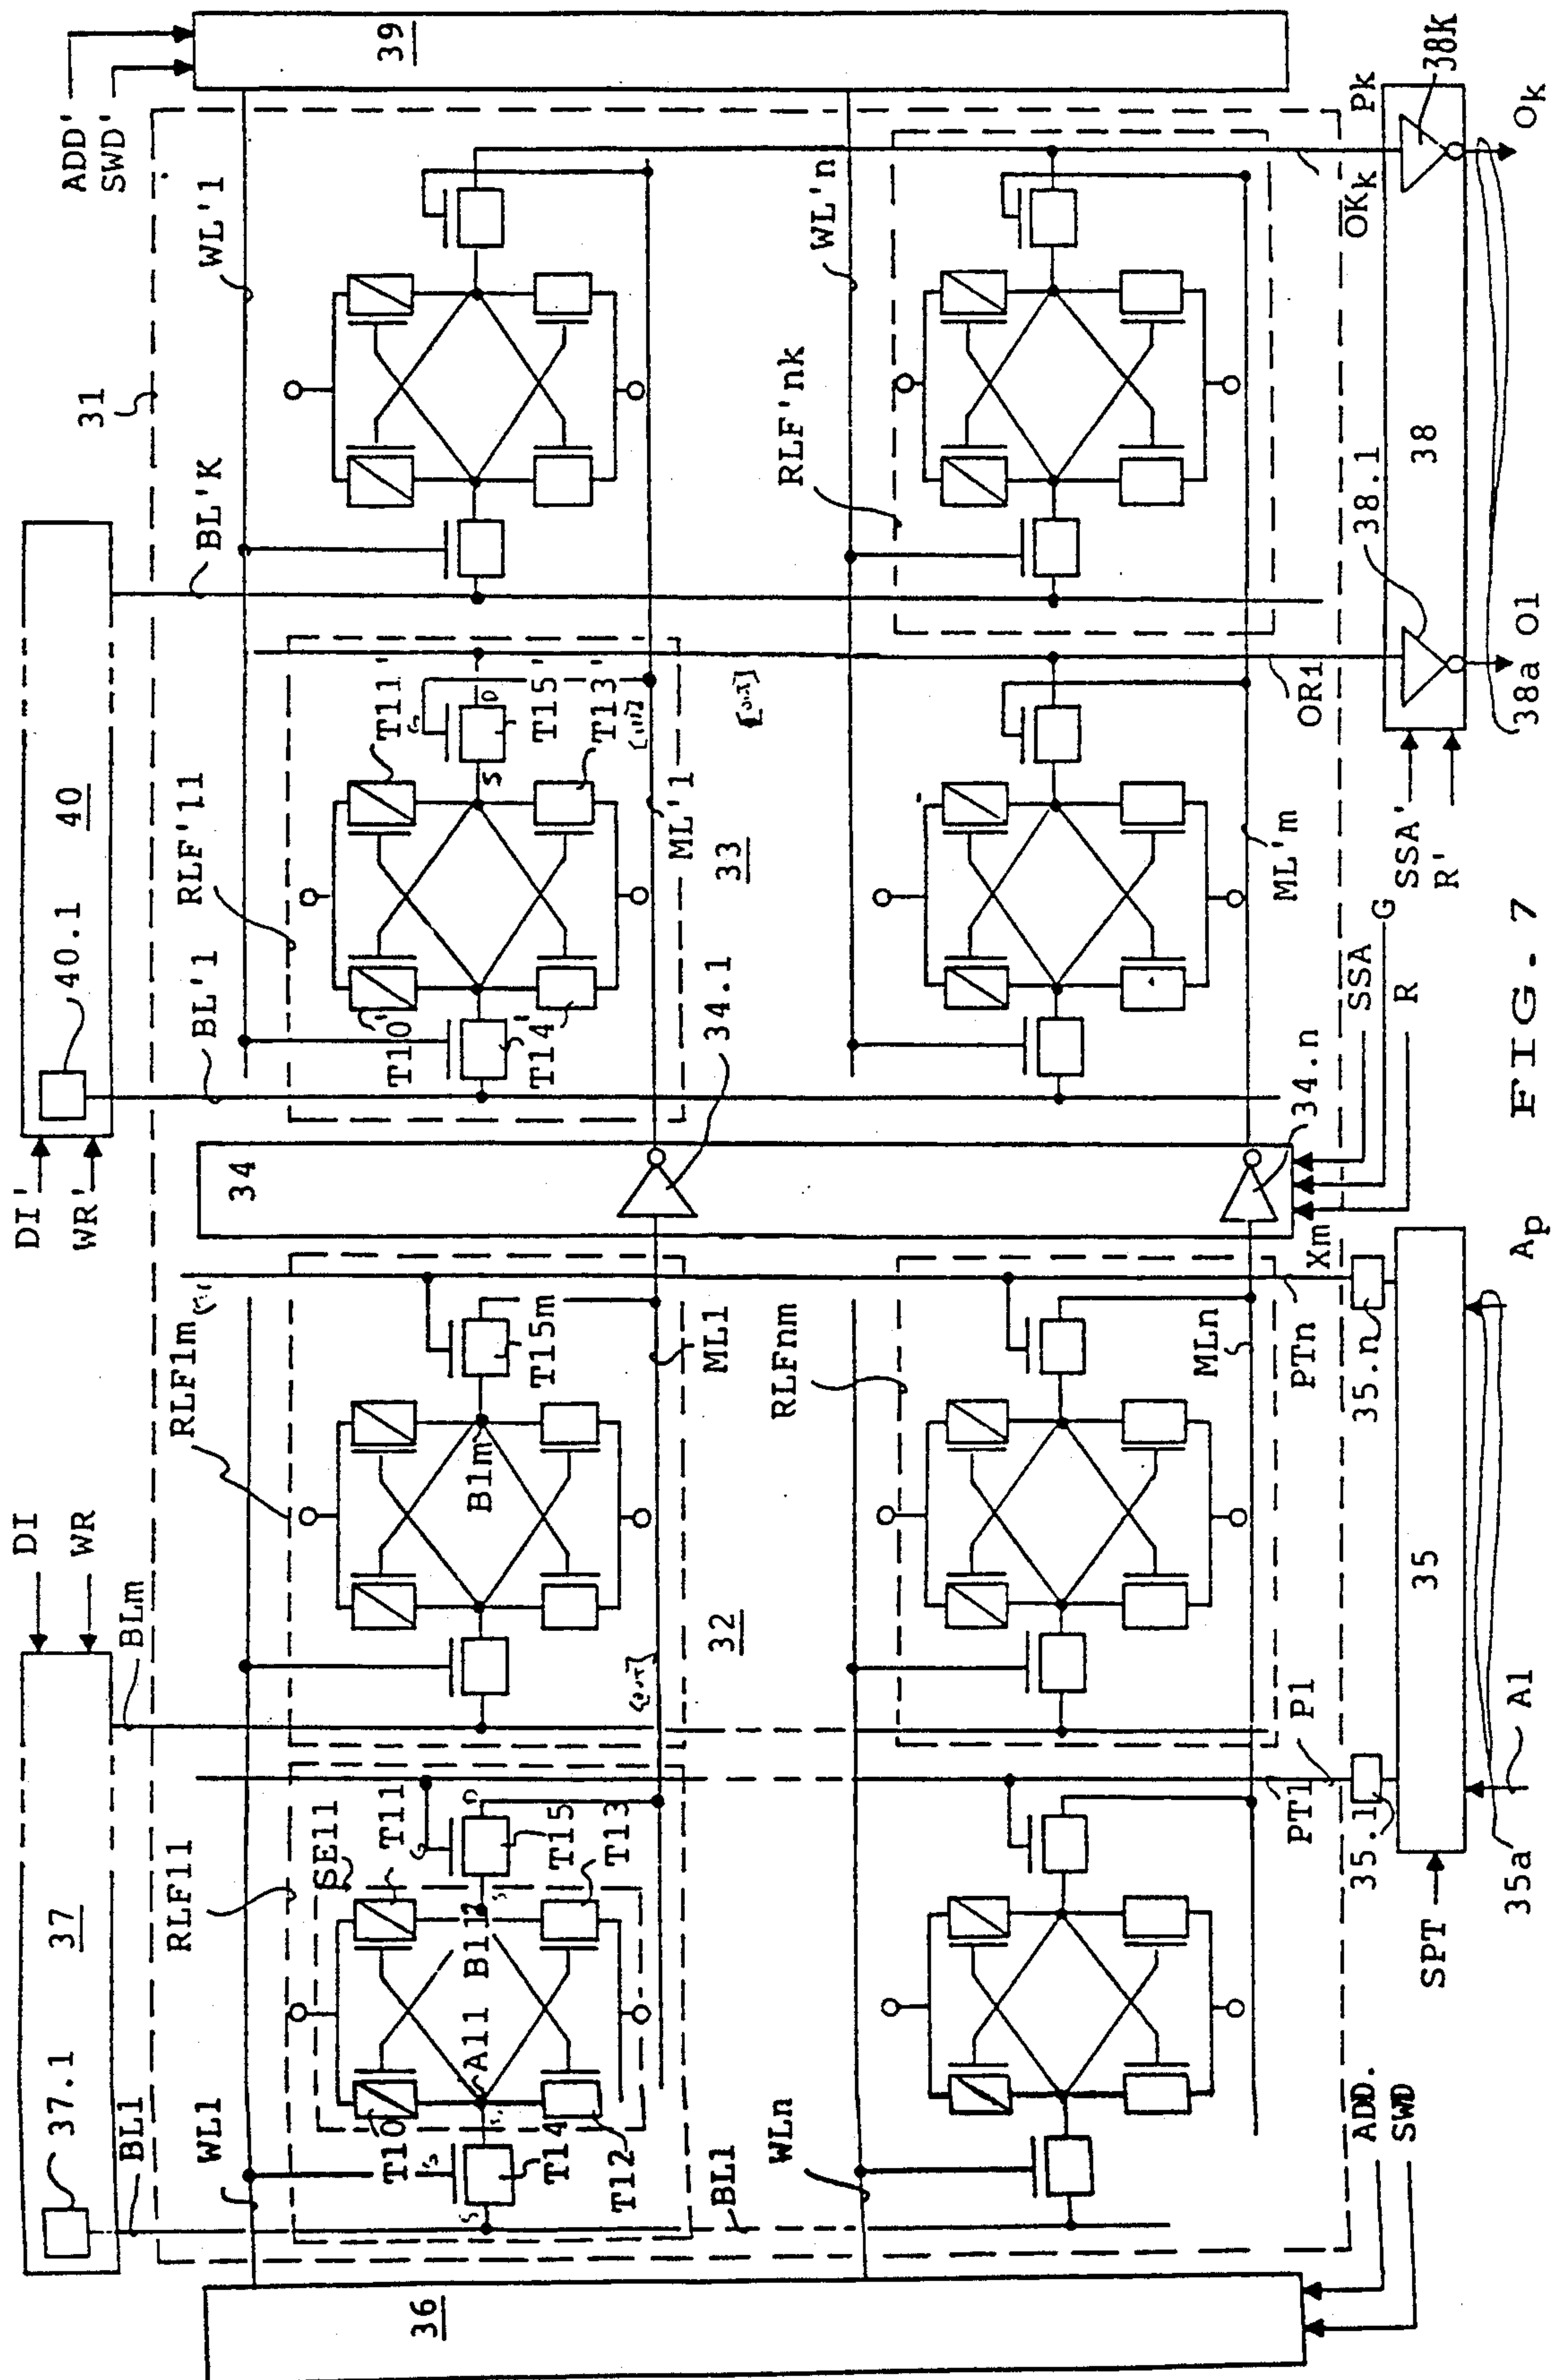 DI
WR
DI'
WR'
ADD'
SWD'
37.1
37
40.1
40
39
31
BL1
BLm
BL'1
BL'K
WL1
RLF11
RLF1m
RLF'11
WL'1
SE11
T10
T11
A11
B11
T14
T15
T12
T13
B1m
T15m
T10'
T11'
T14'
T15'
T13'
36
34
34.1
ML1
ML'1
32
33
BL1
WLn
RLFnm
RLF'nk
WL'n
MLn
ML'm
34.n
PT1
P1
PTn
Xm
OR1
OKk
Pk
ADD.
SWD
35.1
35.n
35
SPT
35a
A1
Ap
SSA
G
R
SSA'
R'
38.1
38
38K
38a
O1
Ok
FIG. 7